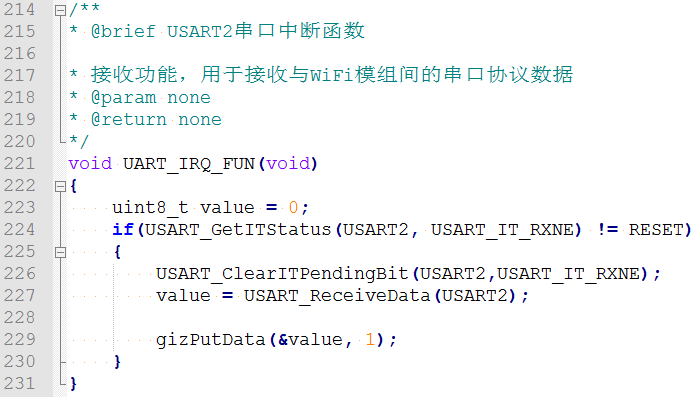 214 /**
215 * @brief USART2串口中断函数
216
217 * 接收功能，用于接收与WiFi模组间的串口协议数据
218 * @param none
219 * @return none
220 */
221 void UART_IRQ_FUN(void)
222 {
223 uint8_t value = 0;
224 if(USART_GetITStatus(USART2, USART_IT_RXNE) != RESET)
225 {
226 USART_ClearITPendingBit(USART2,USART_IT_RXNE);
227 value = USART_ReceiveData(USART2);
228
229 gizPutData(&value, 1);
230 }
231 }